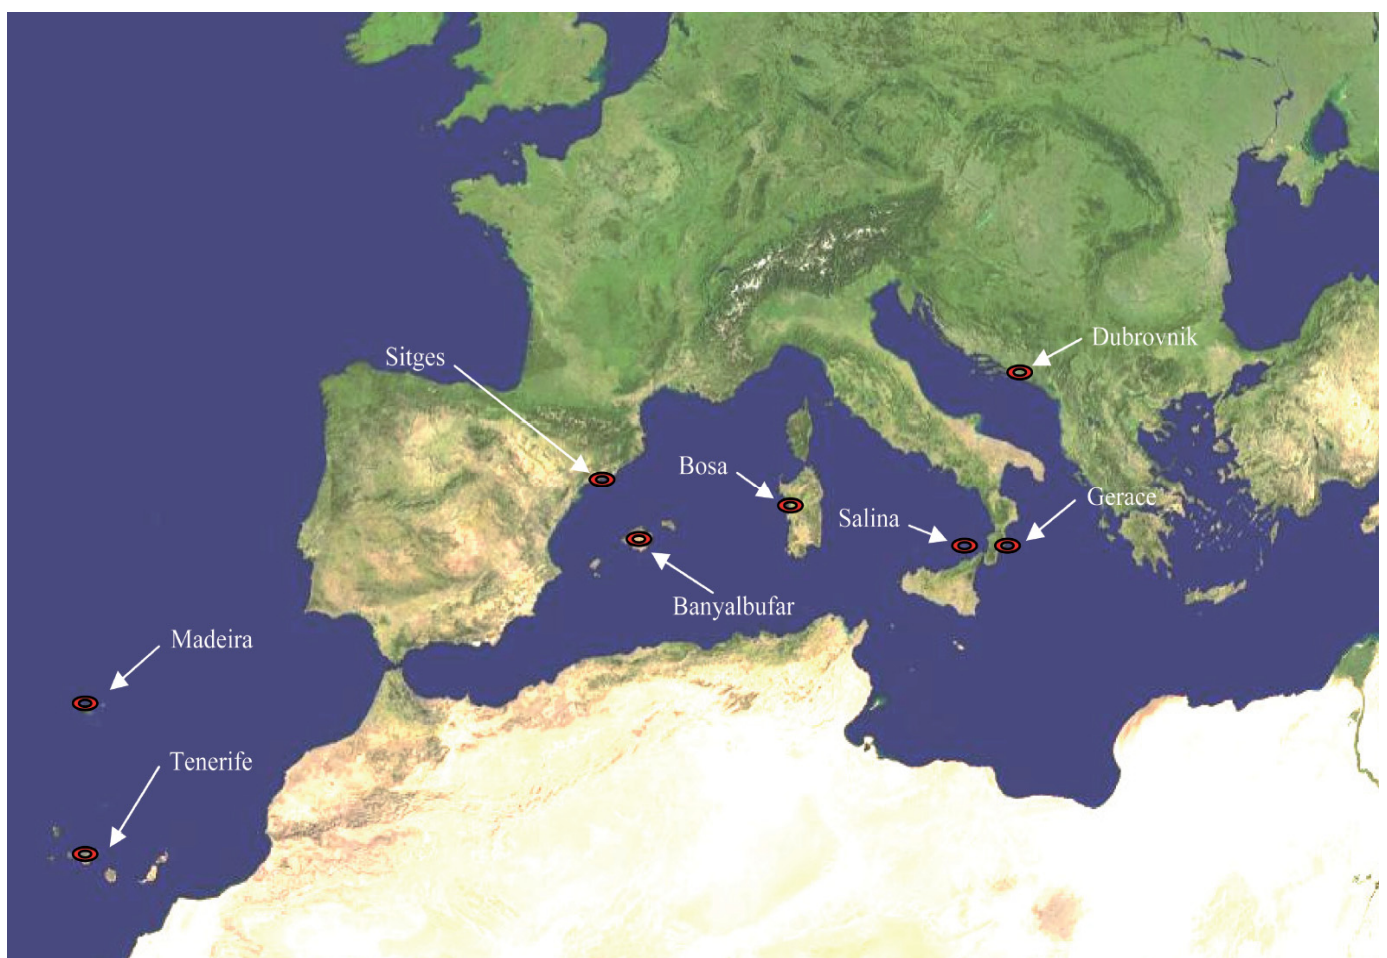 Dubrovnik
Sitges
Bosa
Salina
Gerace
Banyalbufar
Madeira
Tenerife